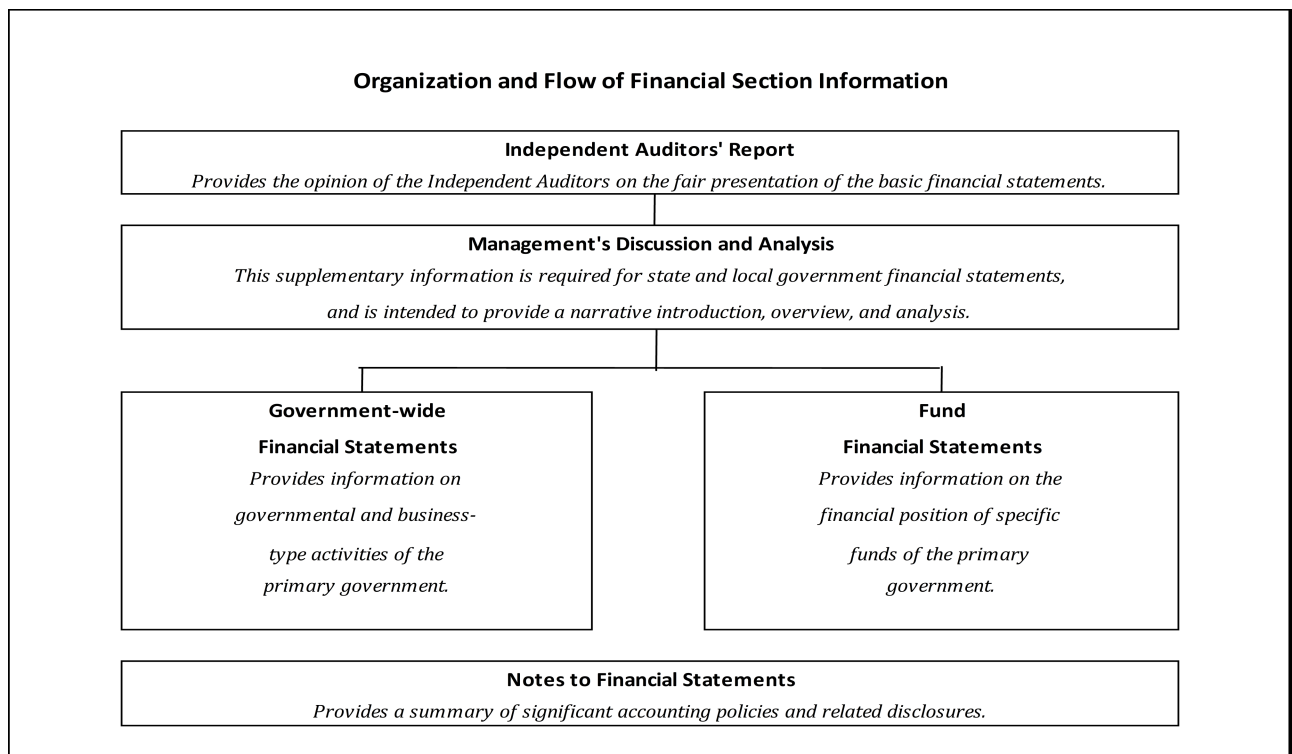 Organization and Flow of Financial Section Information
Independent Auditors' Report
Provides the opinion of the Independent Auditors on the fair presentation of the basic financial statements.
Management's Discussion and Analysis
This supplementary information is required for state and local government financial statements,
and is intended to provide a narrative introduction, overview, and analysis.
Government-wide
Financial Statements
Provides information on
governmental and business-
type activities of the
primary government.
Fund
Financial Statements
Provides information on the
financial position of specific
funds of the primary
government.
Notes to Financial Statements
Provides a summary of significant accounting policies and related disclosures.